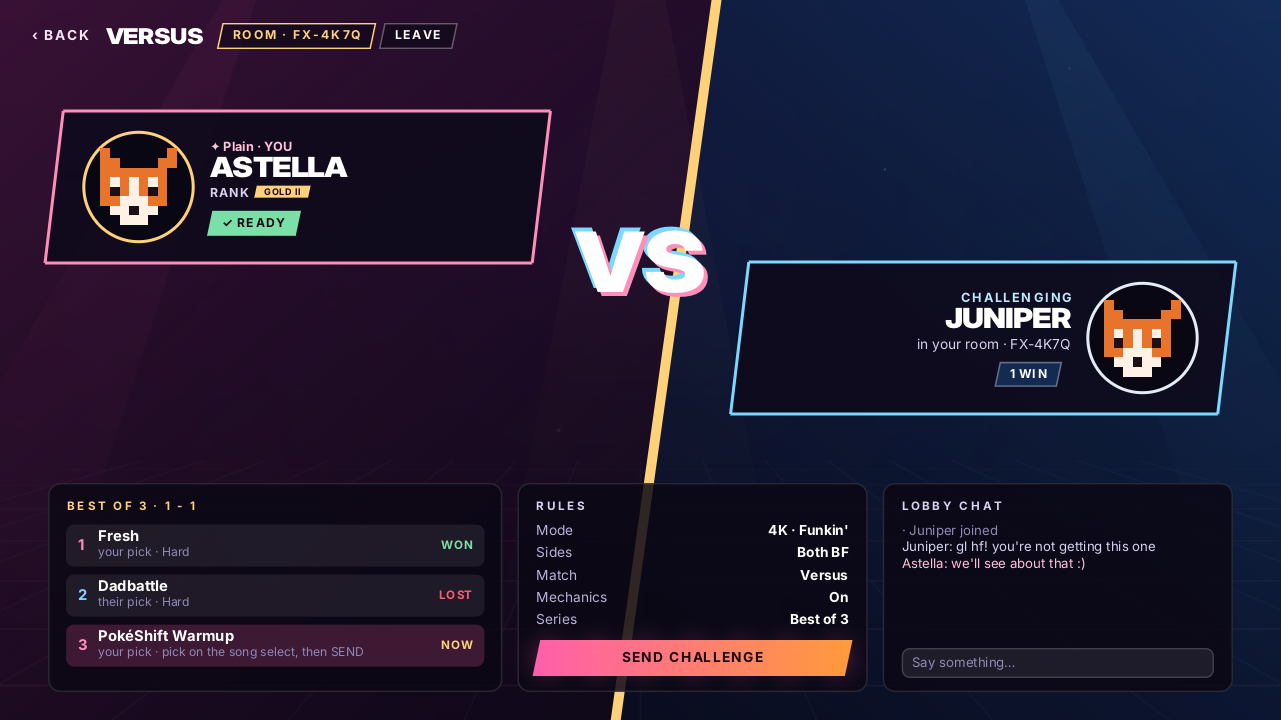 ‹ BACK
VERSUS
ROOM · FX-4K7Q
LEAVE
✦ Plain · YOU
ASTELLA
RANK GOLD II
✓ READY
VS
CHALLENGING
JUNIPER
in your room · FX-4K7Q
1 WIN
BEST OF 3 · 1 - 1
1 Fresh
your pick · Hard
WON
2 Dadbattle
their pick · Hard
LOST
3 PokéShift Warmup
your pick · pick on the song select, then SEND
NOW
RULES
Mode 4K · Funkin'
Sides Both BF
Match Versus
Mechanics On
Series Best of 3
SEND CHALLENGE
LOBBY CHAT
· Juniper joined
Juniper: gl hf! you're not getting this one
Astella: we'll see about that :)
Say something...